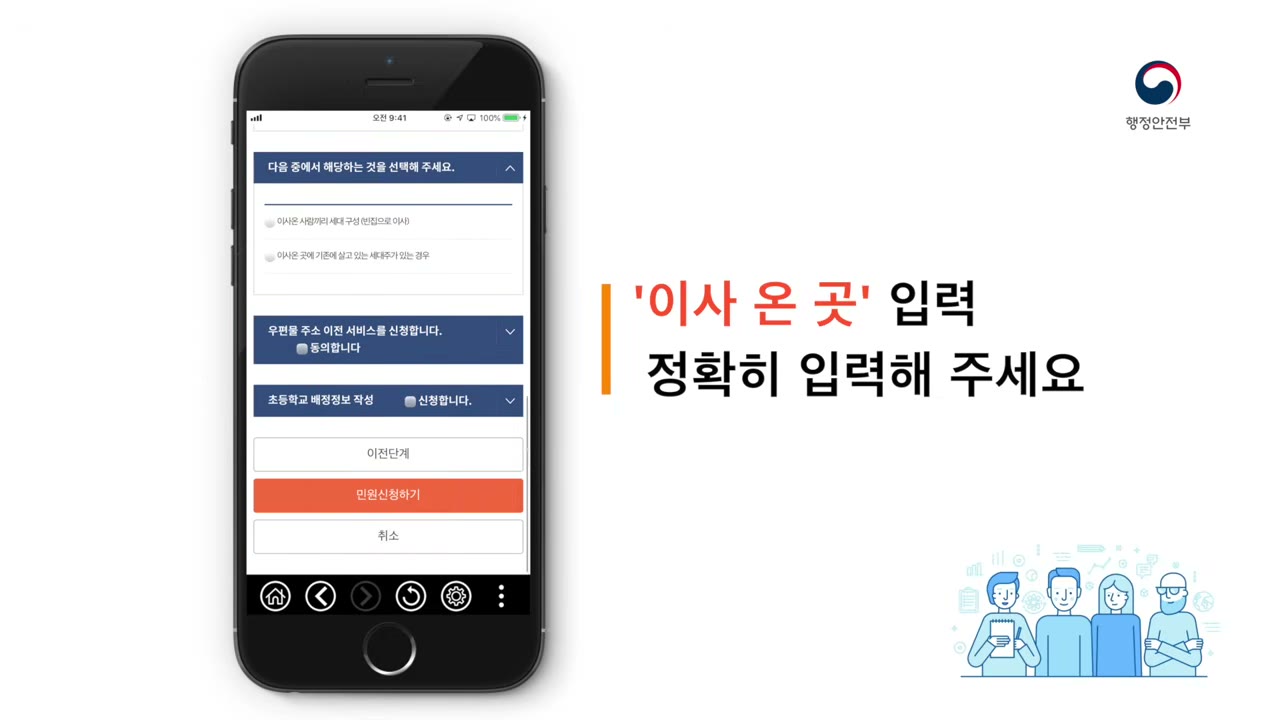 오전 9:41
100%
다음 중에서 해당하는 것을 선택해 주세요.
이사온 사람끼리 세대 구성 (빈집으로 이사)
이사온 곳에 기존에 살고 있는 세대주가 있는 경우
우편물 주소 이전 서비스를 신청합니다.
동의합니다
초등학교 배정정보 작성 신청합니다.
이전단계
민원신청하기
취소
행정안전부
'이사 온 곳' 입력
정확히 입력해 주세요